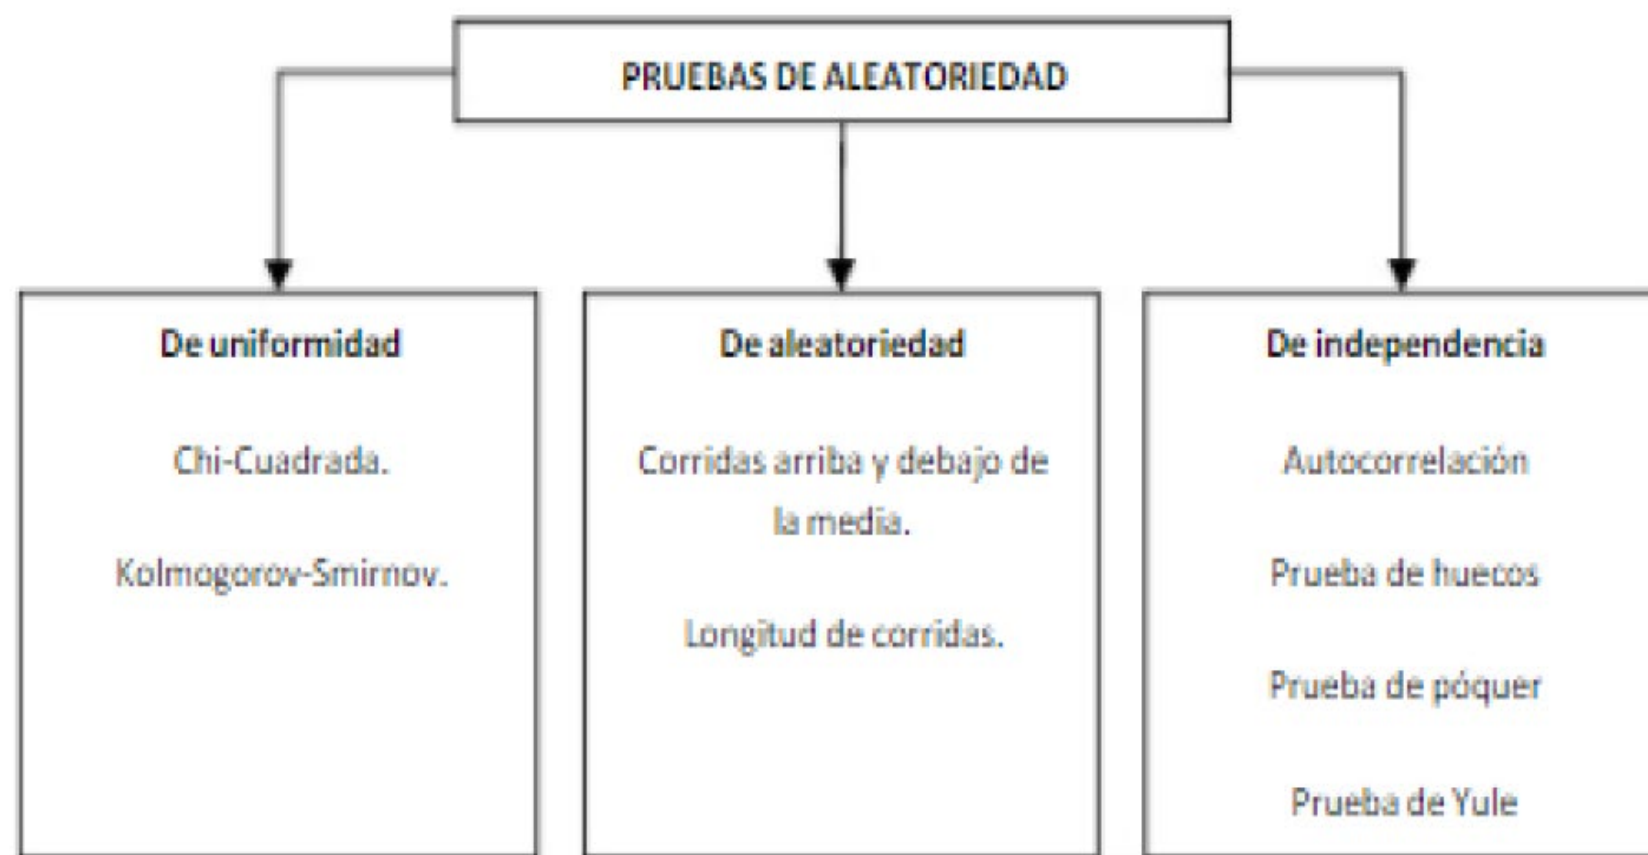 PRUEBAS DE ALEATORIEDAD
De uniformidad
Chi-Cuadrada.
Kolmogorov-Smirnov.
De aleatoriedad
Corridas arriba y debajo de
la media.
Longitud de corridas.
De independencia
Autocorrelación
Prueba de huecos
Prueba de póquer
Prueba de Yule